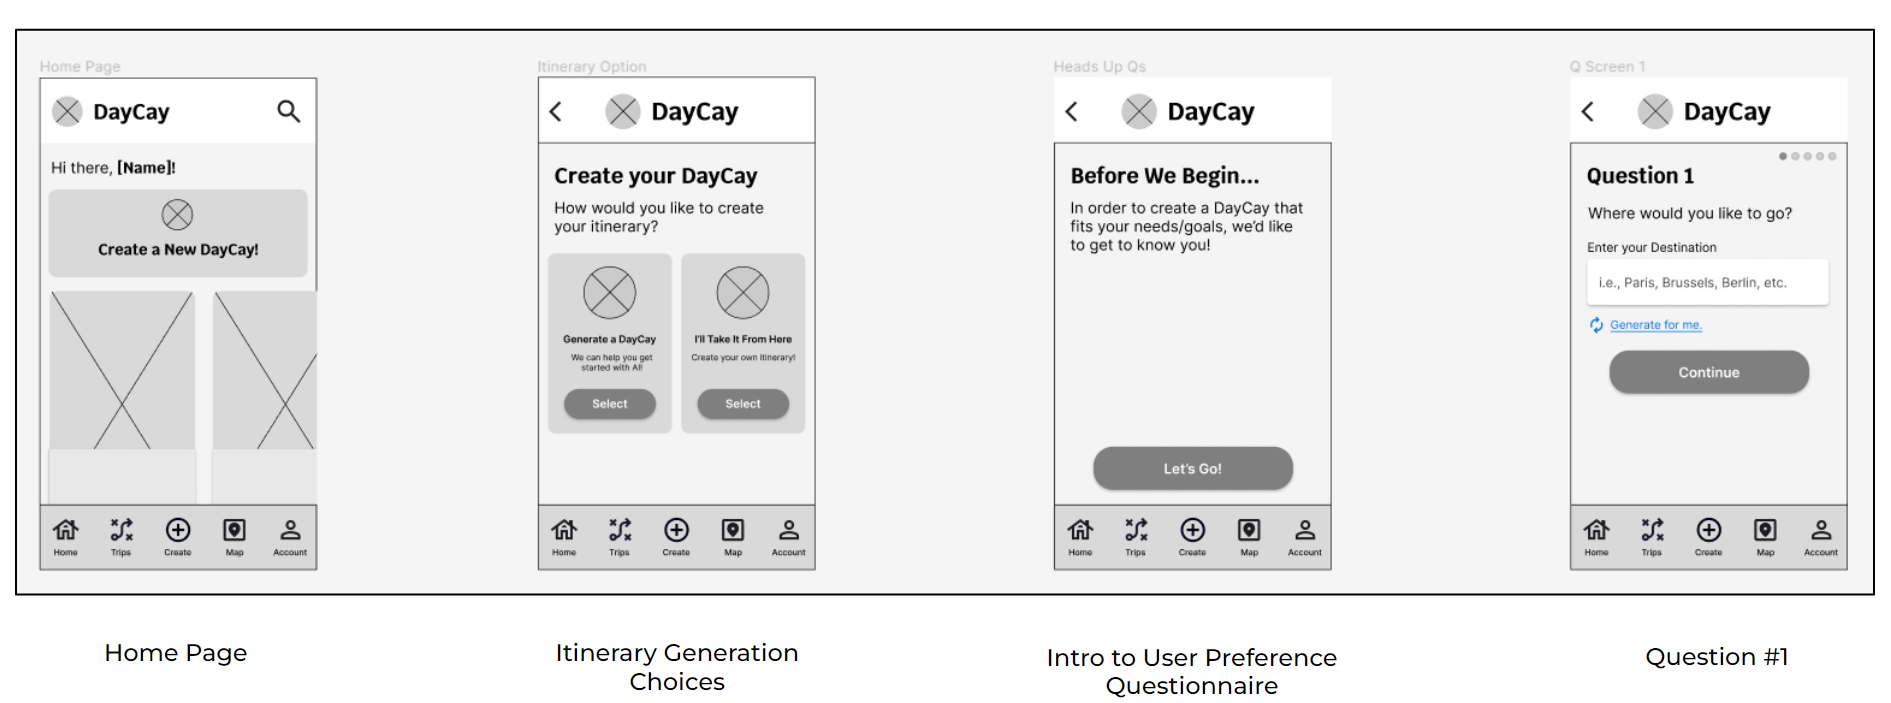 Home Page
DayCay
Hi there, [Name]!
Create a New DayCay!
Home
Trips
Create
Map
Account
Itinerary Option
DayCay
Create your DayCay
How would you like to create
your itinerary?
Generate a DayCay
We can help you get
started with AI!
Select
I'll Take It From Here
Create your own Itinerary!
Select
Home
Trips
Create
Map
Account
Heads Up Qs
DayCay
Before We Begin...
In order to create a DayCay that
fits your needs/goals, we'd like
to get to know you!
Let's Go!
Home
Trips
Create
Map
Account
Q Screen 1
DayCay
Question 1
Where would you like to go?
Enter your Destination
i.e., Paris, Brussels, Berlin, etc.
Generate for me.
Continue
Home
Trips
Create
Map
Account
Home Page
Itinerary Generation
Choices
Intro to User Preference
Questionnaire
Question #1